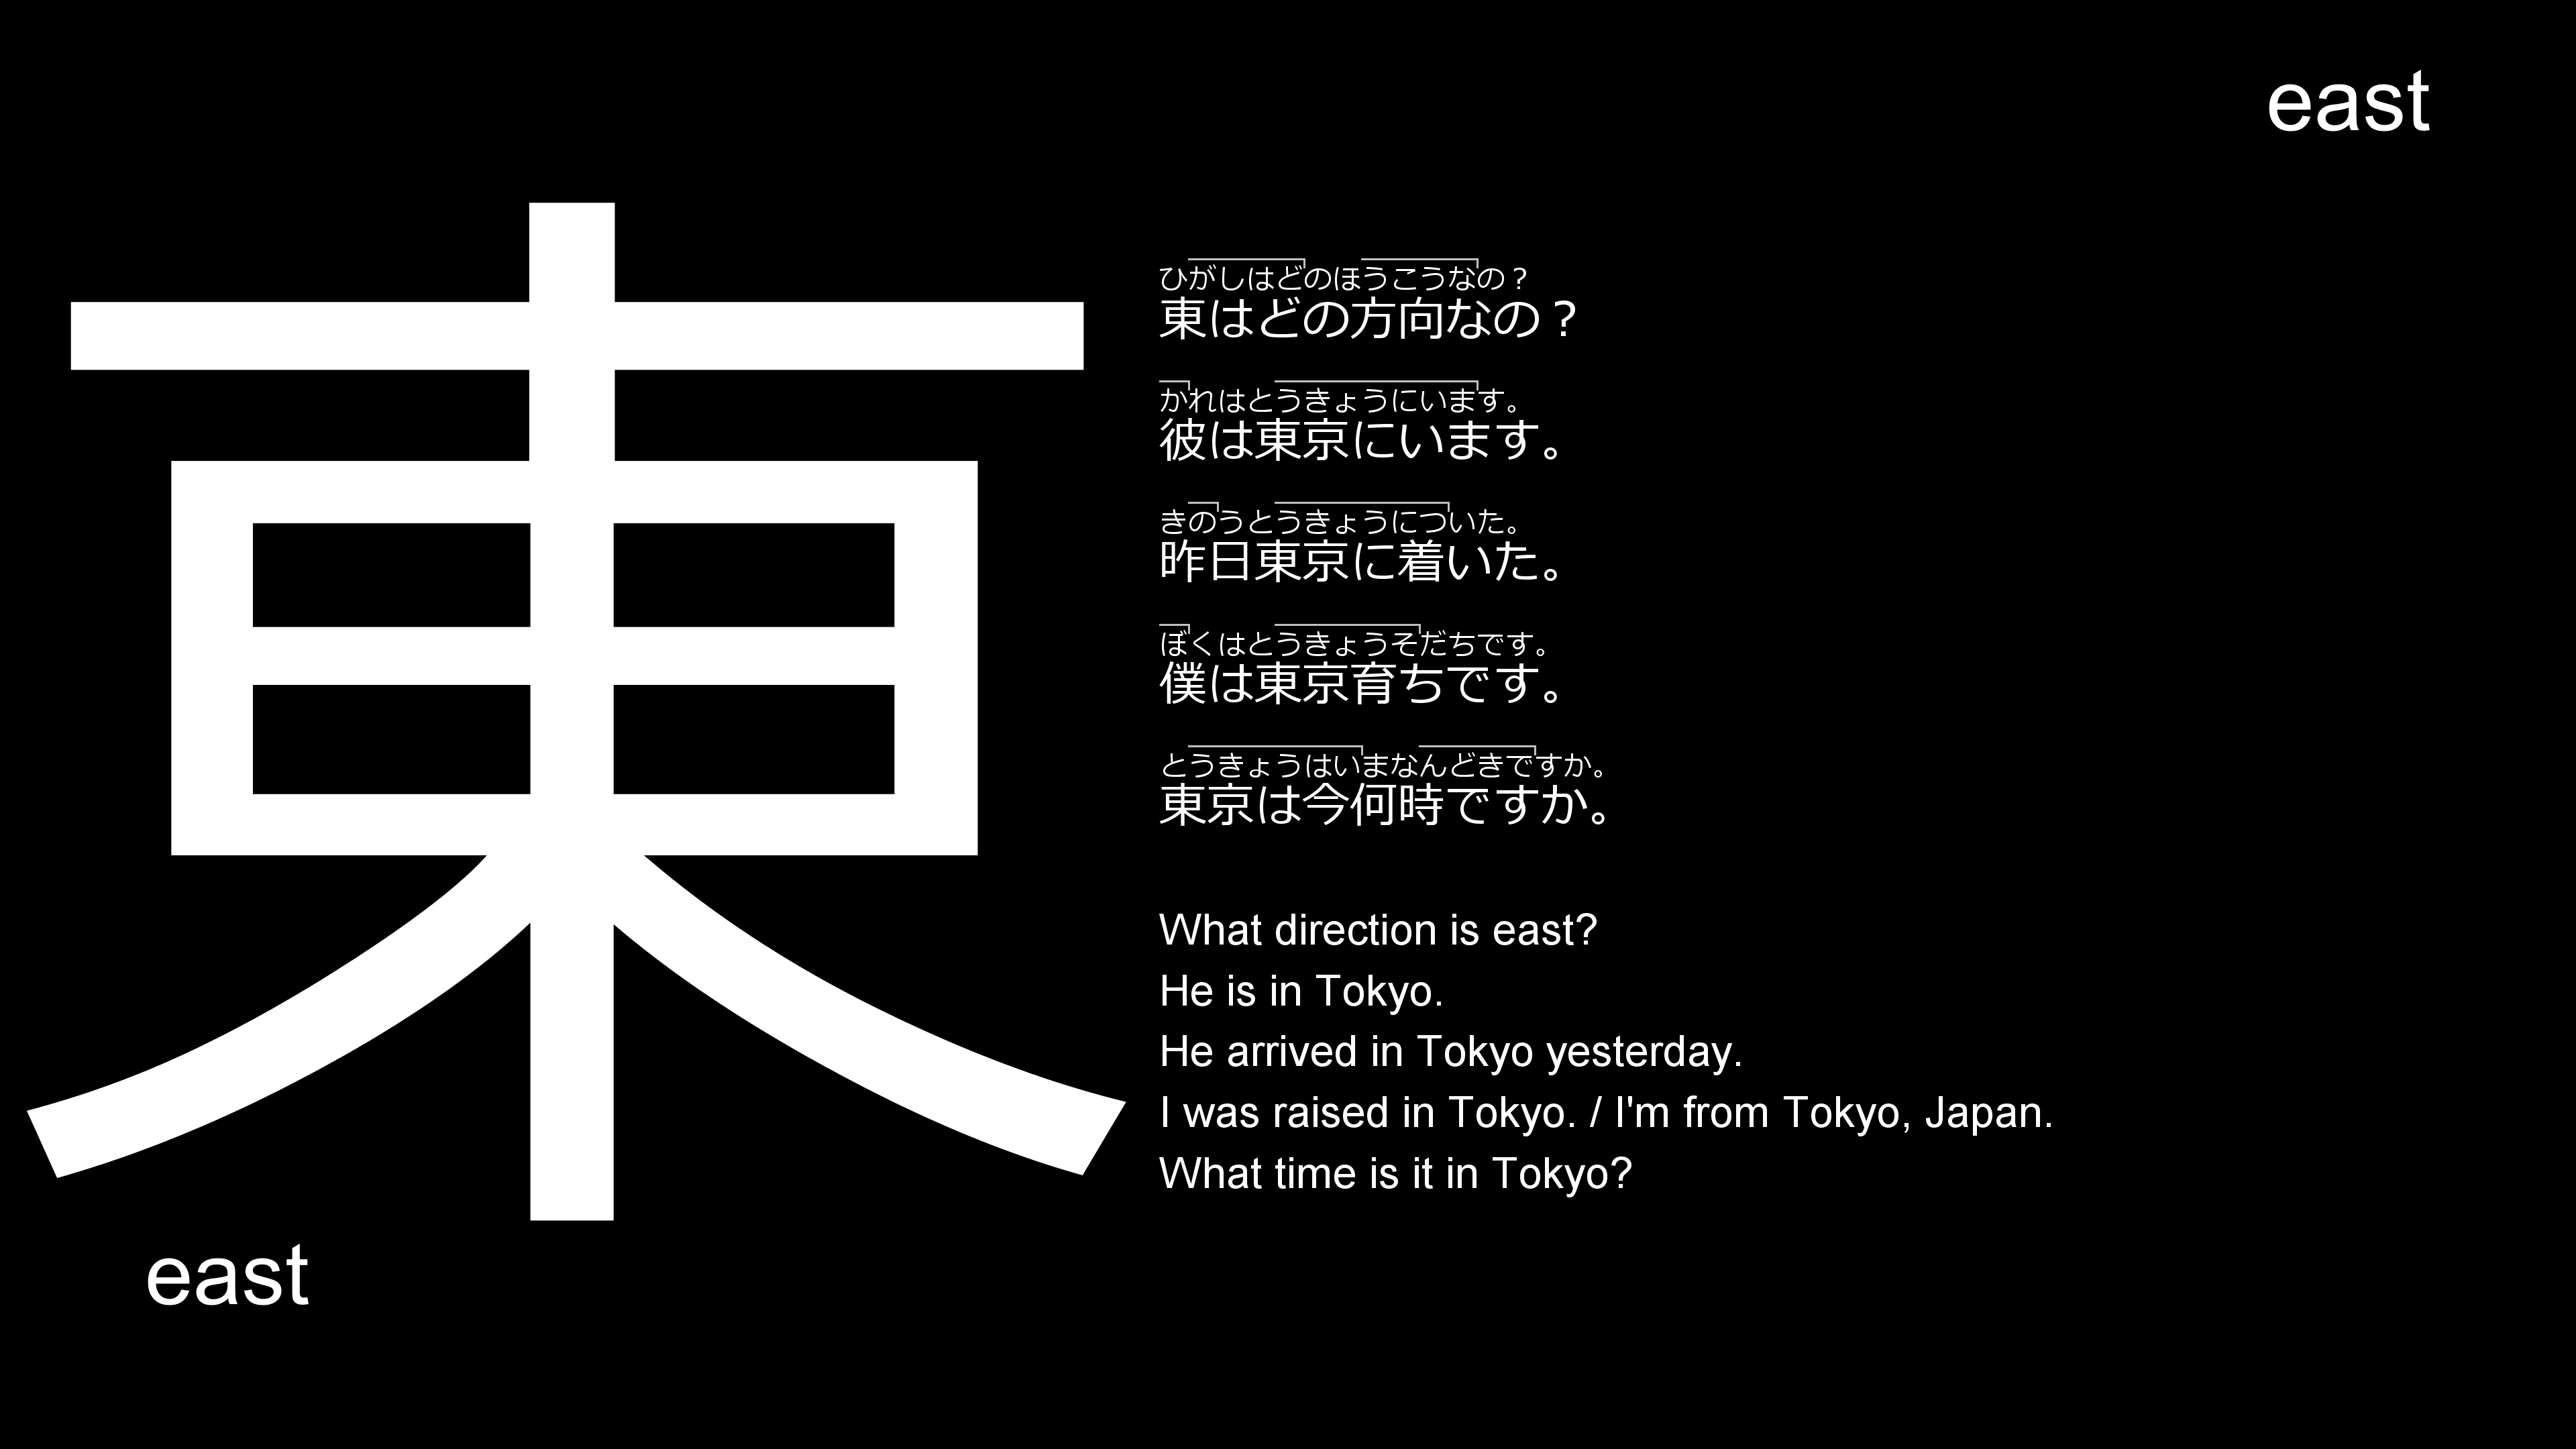 east
東
ひがしはどのほうこうなの？
東はどの方向なの？
かれはとうきょうにいます。
彼は東京にいます。
きのうとうきょうについた。
昨日東京に着いた。
ぼくはとうきょうそだちです。
僕は東京育ちです。
とうきょうはいまなんどきですか。
東京は今何時ですか。
What direction is east?
He is in Tokyo.
He arrived in Tokyo yesterday.
I was raised in Tokyo. / I'm from Tokyo, Japan.
What time is it in Tokyo?
east